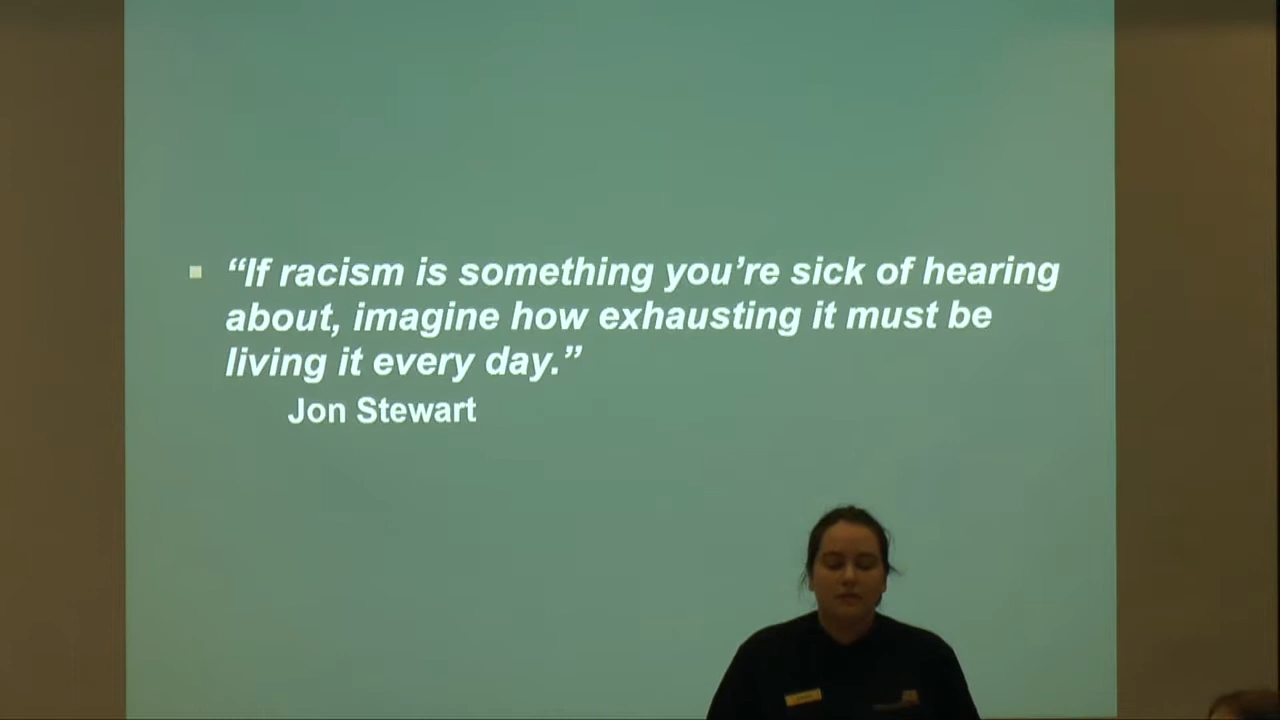 “If racism is something you’re sick of hearing
about, imagine how exhausting it must be
living it every day.”
Jon Stewart